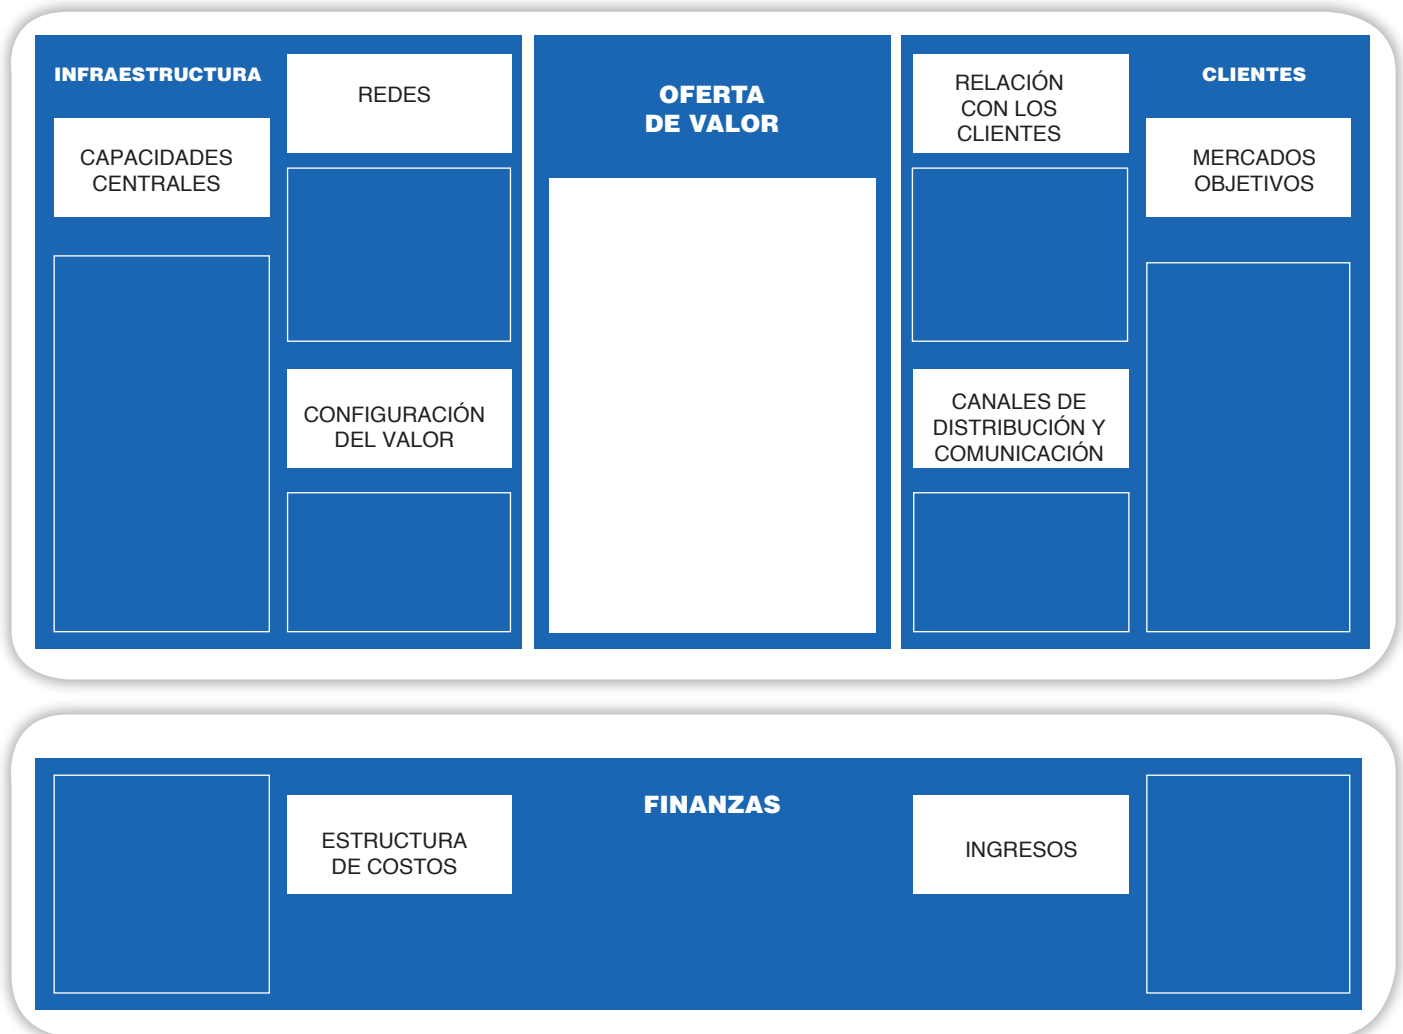 INFRAESTRUCTURA
CAPACIDADES
CENTRALES
REDES
CONFIGURACIÓN
DEL VALOR
OFERTA
DE VALOR
RELACIÓN
CON LOS
CLIENTES
CANALES DE
DISTRIBUCIÓN Y
COMUNICACIÓN
CLIENTES
MERCADOS
OBJETIVOS
ESTRUCTURA
DE COSTOS
FINANZAS
INGRESOS